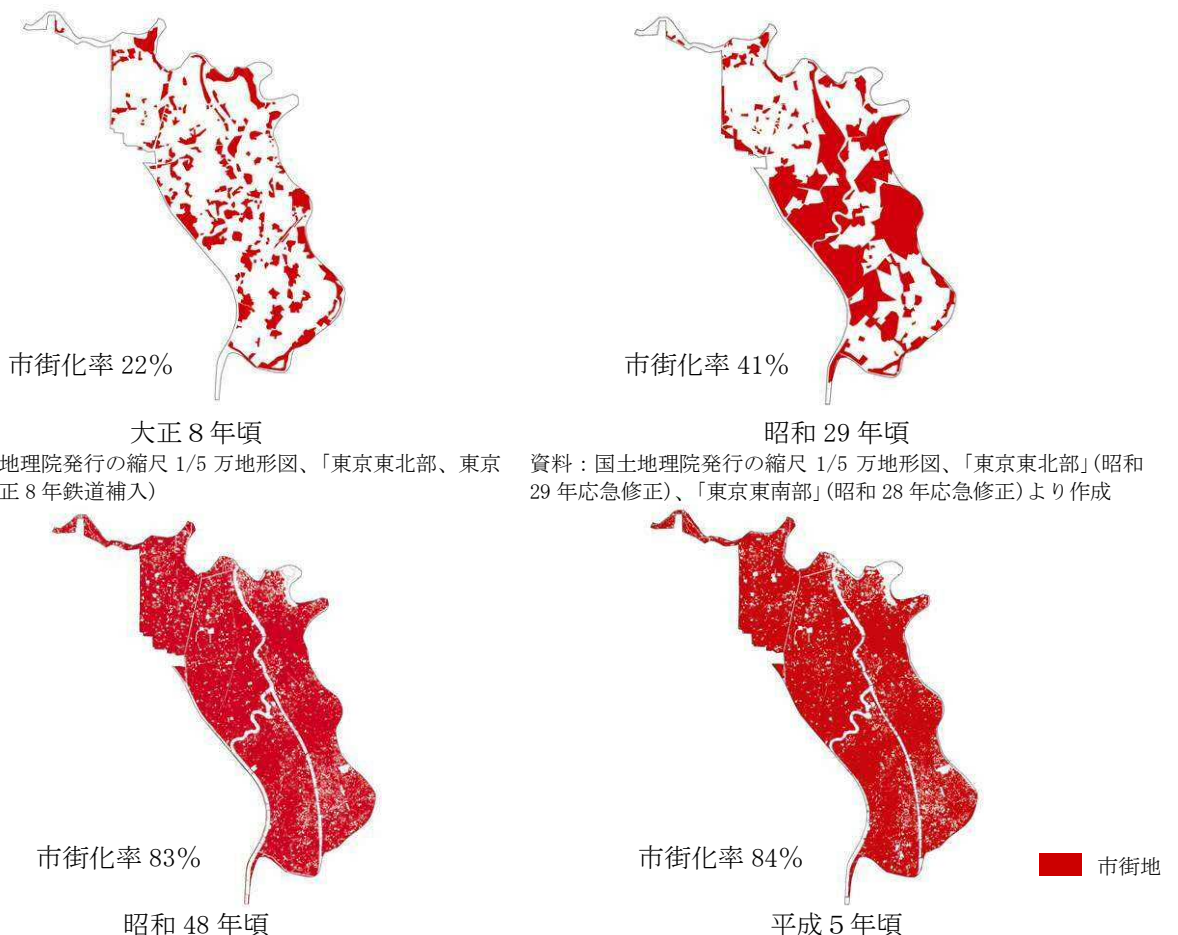 市街化率 22%
市街化率 41%
大正８年頃
昭和 29 年頃
地理院発行の縮尺 1/5 万地形図、「東京東北部、東京
正 8 年鉄道補入)
資料：国土地理院発行の縮尺 1/5 万地形図、「東京東北部」(昭和
29 年応急修正)、「東京東南部」(昭和 28 年応急修正)より作成
市街化率 83%
市街化率 84%
市街地
昭和 48 年頃
平成５年頃